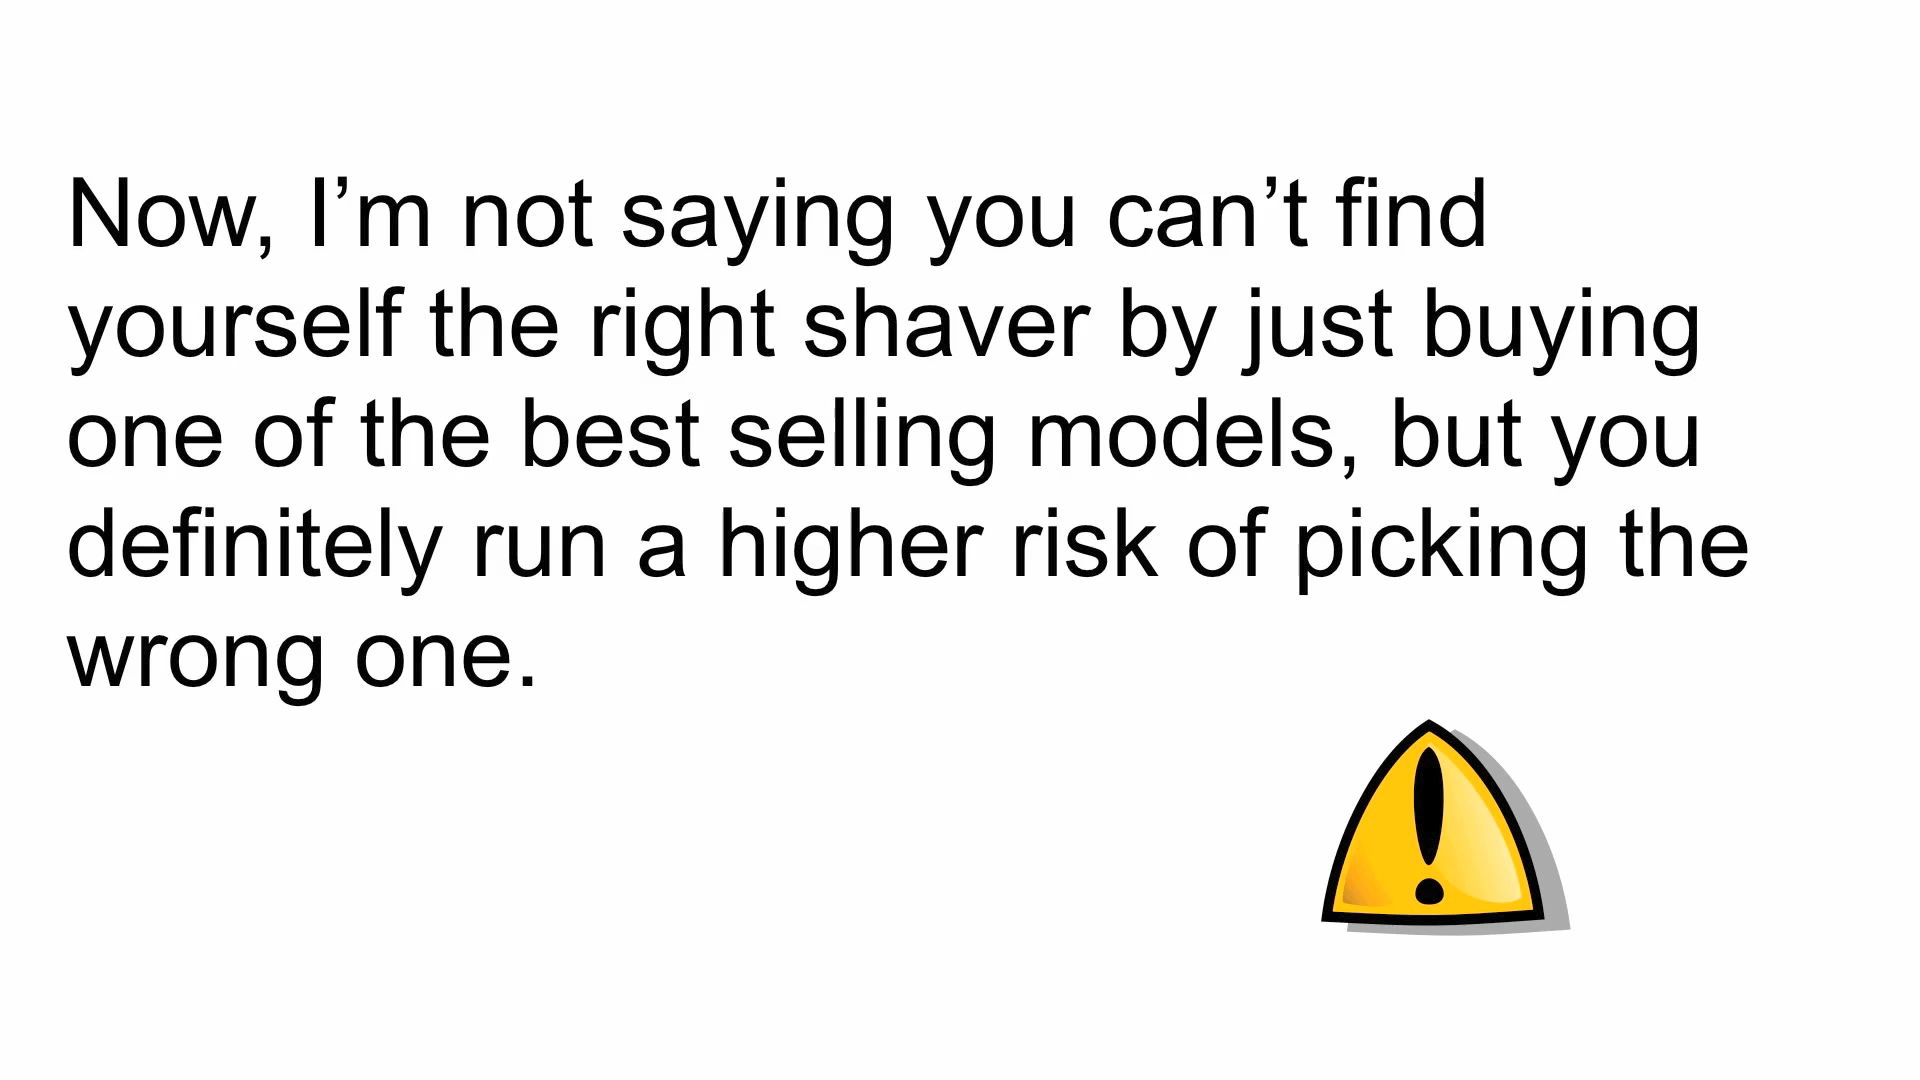 Now, I’m not saying you can’t find
yourself the right shaver by just buying
one of the best selling models, but you
definitely run a higher risk of picking the
wrong one.